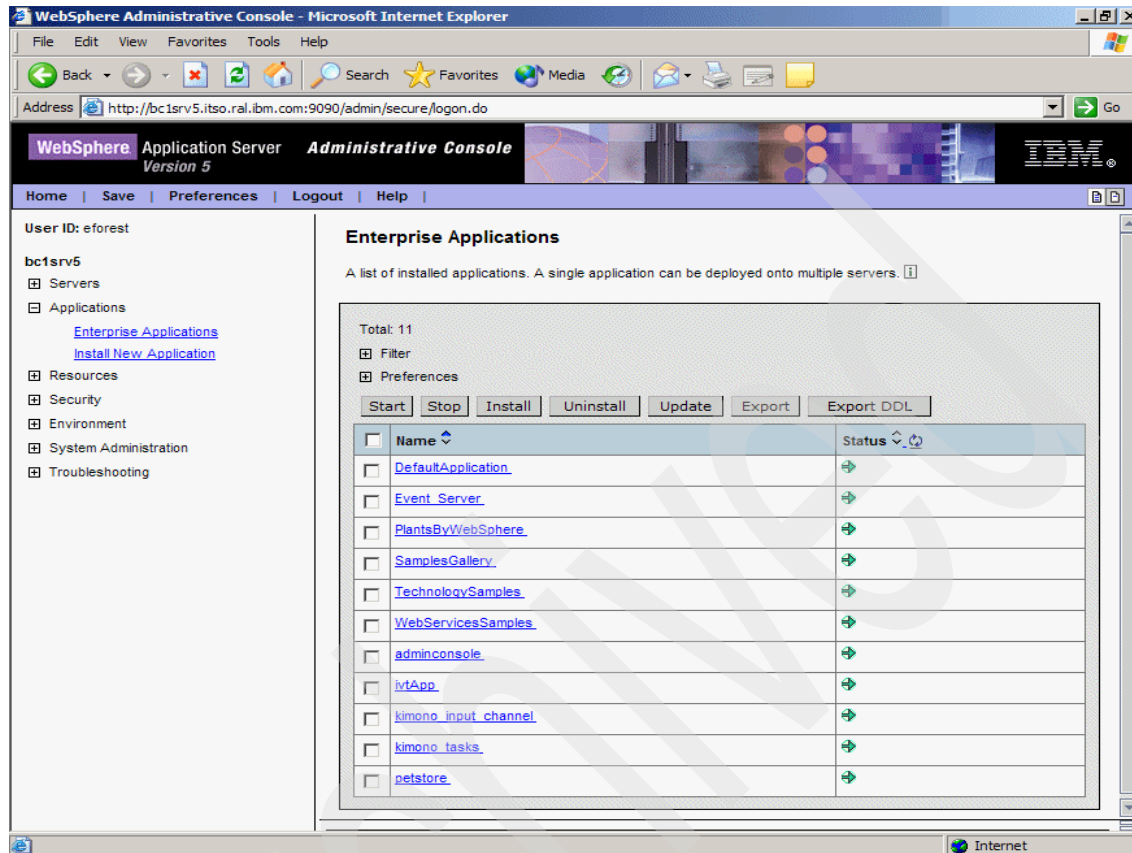 WebSphere Administrative Console - Microsoft Internet Explorer
File Edit View Favorites Tools Help
Back Search Favorites Media
Address http://bc1srv5.itso.ral.ibm.com:9090/admin/secure/logon.do Go
WebSphere Application Server Administrative Console
Version 5
IBM®
Home | Save | Preferences | Logout | Help |
User ID: eforest
bc1srv5
Servers
Applications
Enterprise Applications
Install New Application
Resources
Security
Environment
System Administration
Troubleshooting
Enterprise Applications
A list of installed applications. A single application can be deployed onto multiple servers. i
Total: 11
Filter
Preferences
Start Stop Install Uninstall Update Export Export DDL
Name Status
DefaultApplication
Event_Server
PlantsByWebSphere
SamplesGallery
TechnologySamples
WebServicesSamples
adminconsole
ivtApp
kimono_input_channel
kimono_tasks
petstore
Internet